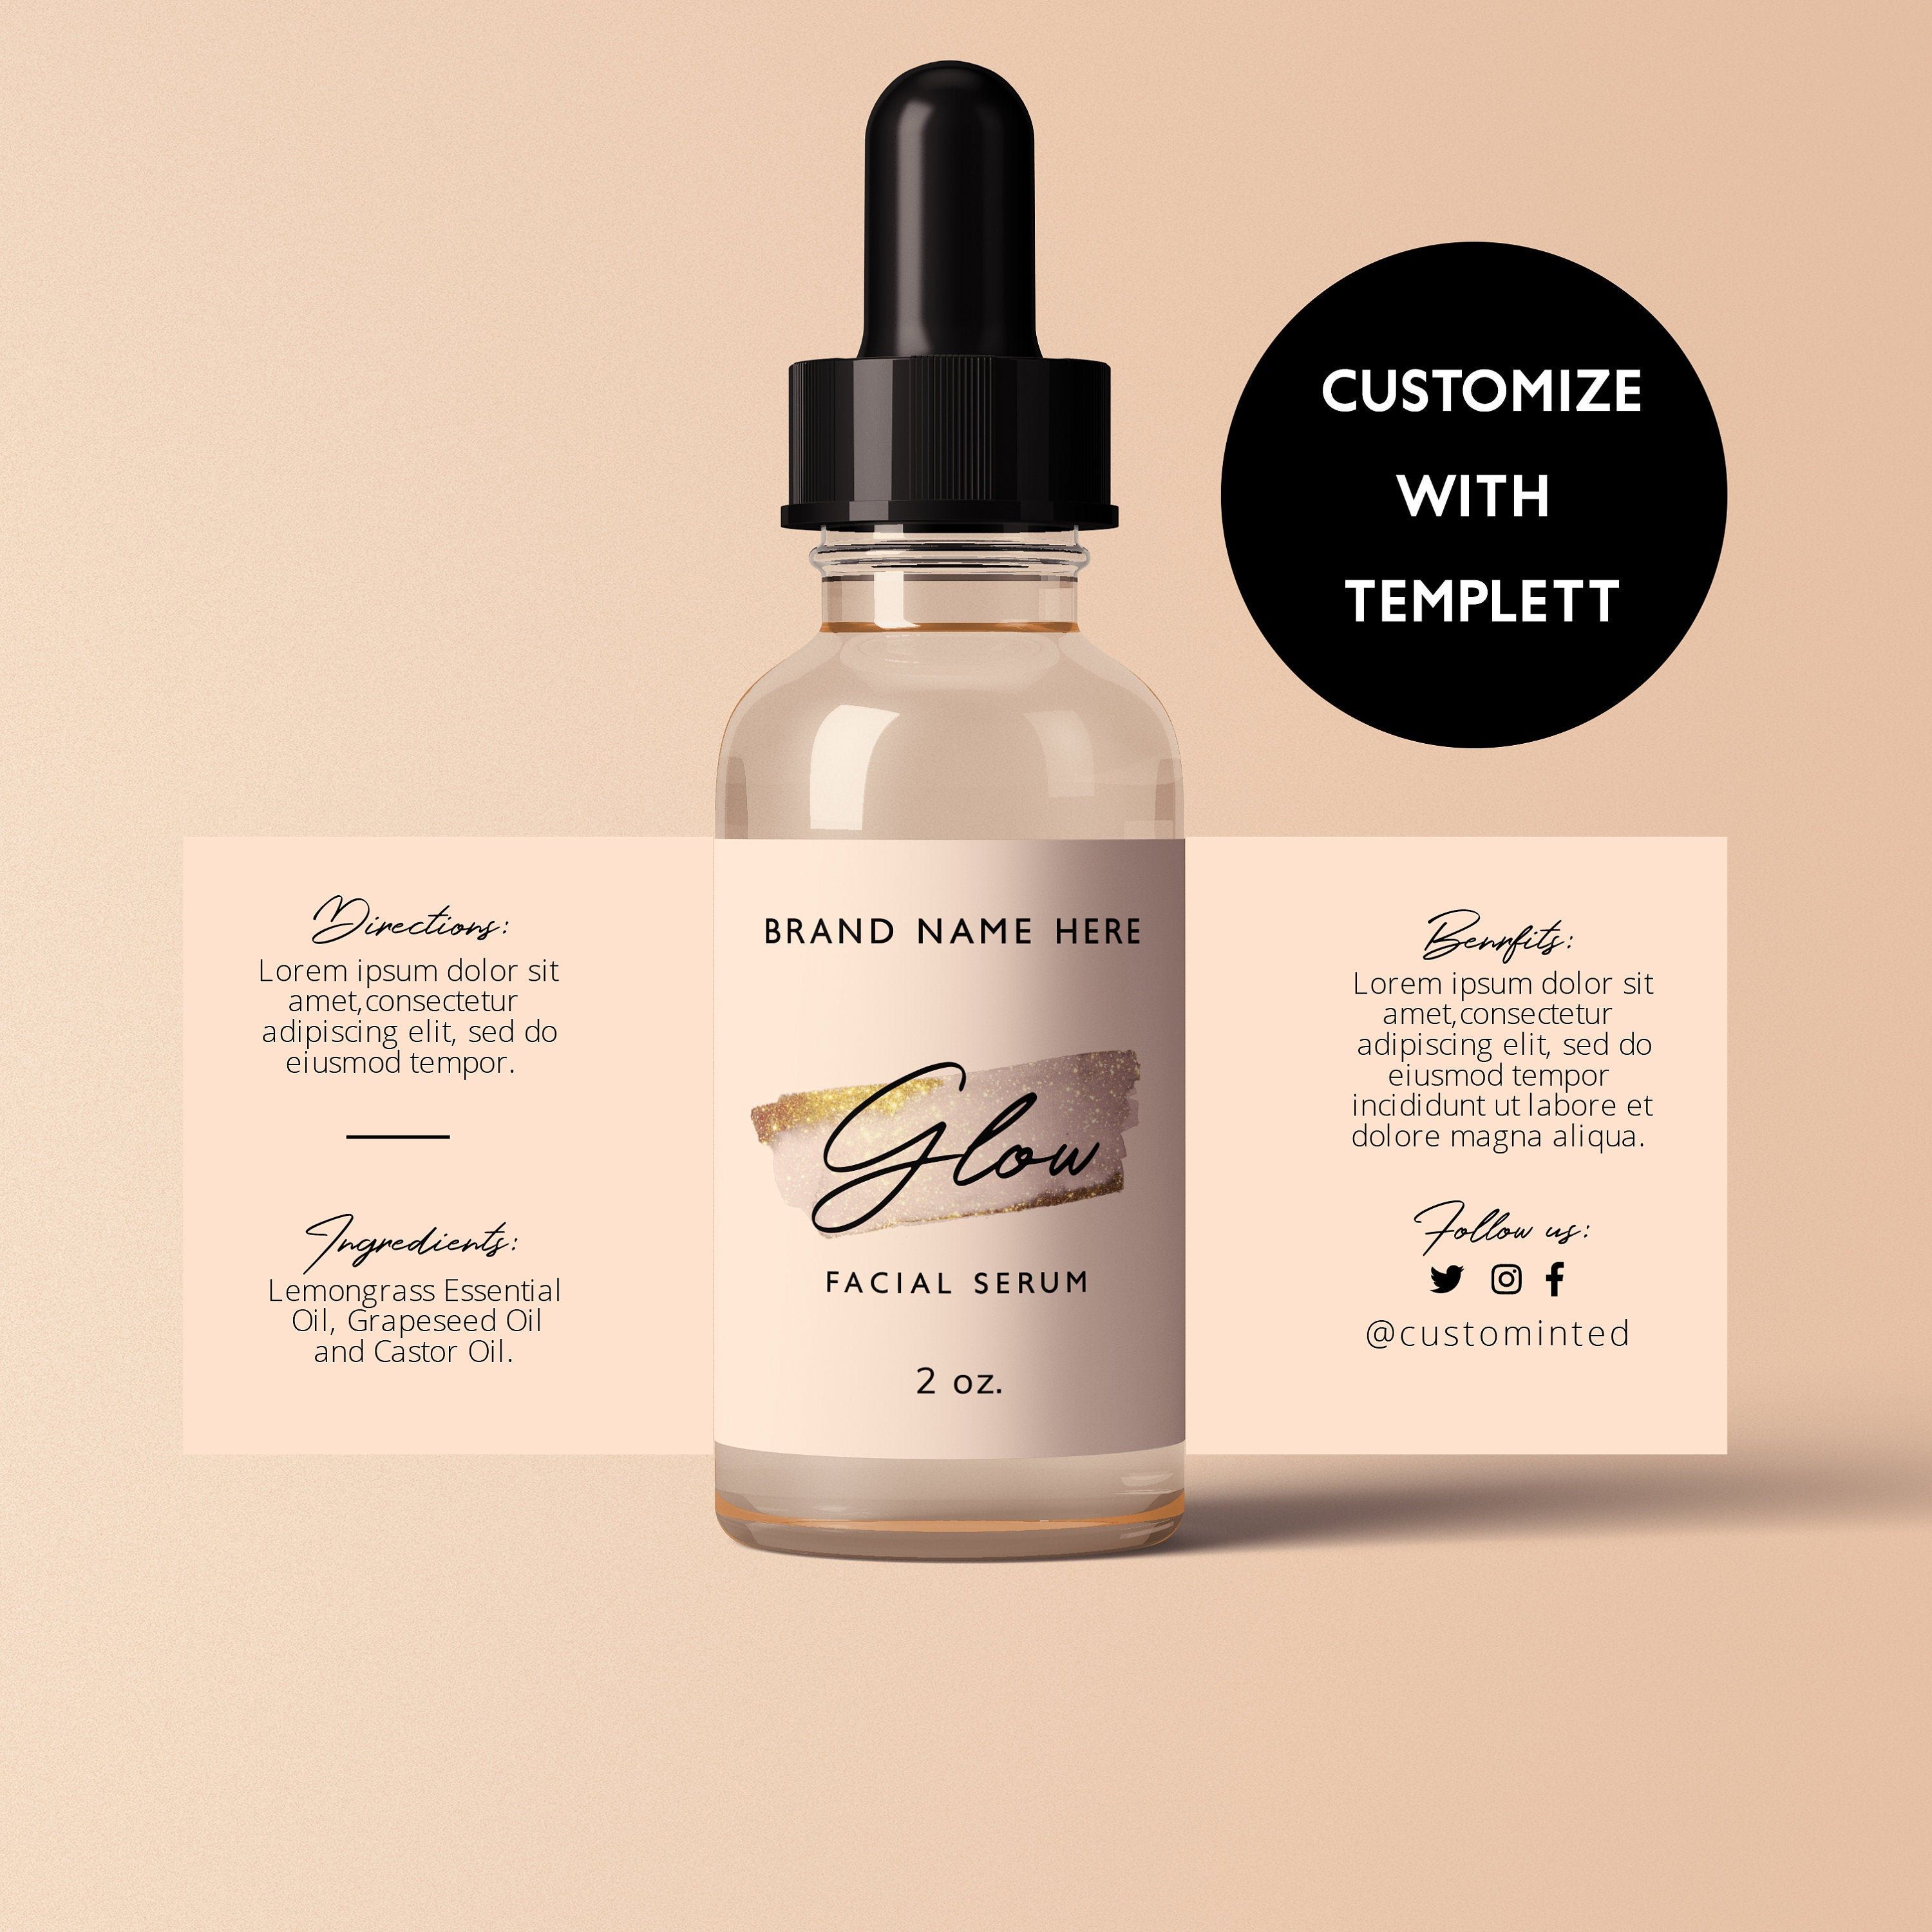 CUSTOMIZE
WITH
TEMPLETT
Directions:
Lorem ipsum dolor sit
amet,consectetur
adipiscing elit, sed do
eiusmod tempor.
Ingredients:
Lemongrass Essential
Oil, Grapeseed Oil
and Castor Oil.
BRAND NAME HERE
Glow
FACIAL SERUM
2 oz.
Benrfits:
Lorem ipsum dolor sit
amet,consectetur
adipiscing elit, sed do
eiusmod tempor
incididunt ut labore et
dolore magna aliqua.
Follow us:
@custominted